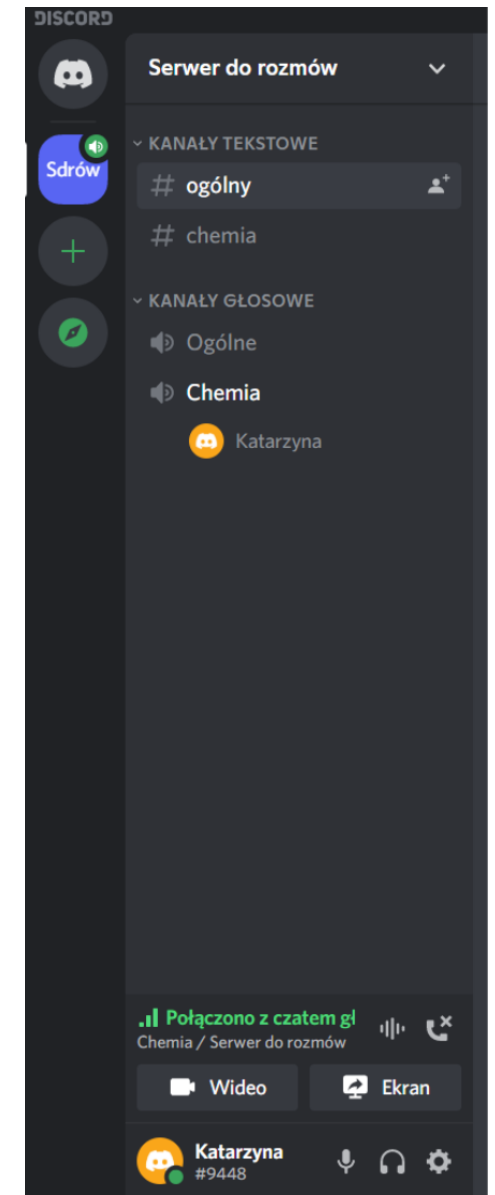 DISCORD
Serwer do rozmów
KANAŁY TEKSTOWE
Sdrów
ogólny
chemia
KANAŁY GŁOSOWE
Ogólne
Chemia
Katarzyna
Połączono z czatem gł
Chemia / Serwer do rozmów
Wideo
Ekran
Katarzyna
#9448